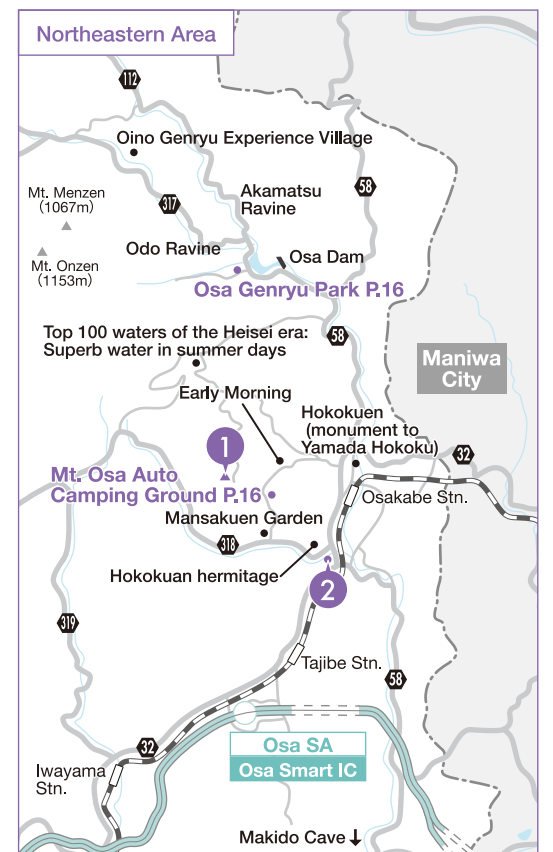 Northeastern Area
112
Oino Genryu Experience Village
58
Mt. Menzen
(1067m)
317
Akamatsu
Ravine
Odo Ravine
Mt. Onzen
(1153m)
Osa Dam
Osa Genryu Park P.16
Top 100 waters of the Heisei era:
Superb water in summer days
58
Maniwa
City
Early Morning
Hokokuen
(monument to
Yamada Hokoku)
32
1
Mt. Osa Auto
Camping Ground P.16
Osakabe Stn.
Mansakuen Garden
318
Hokokuan hermitage
2
319
Tajibe Stn.
58
32
Osa SA
Osa Smart IC
Iwayama
Stn.
Makido Cave ↓